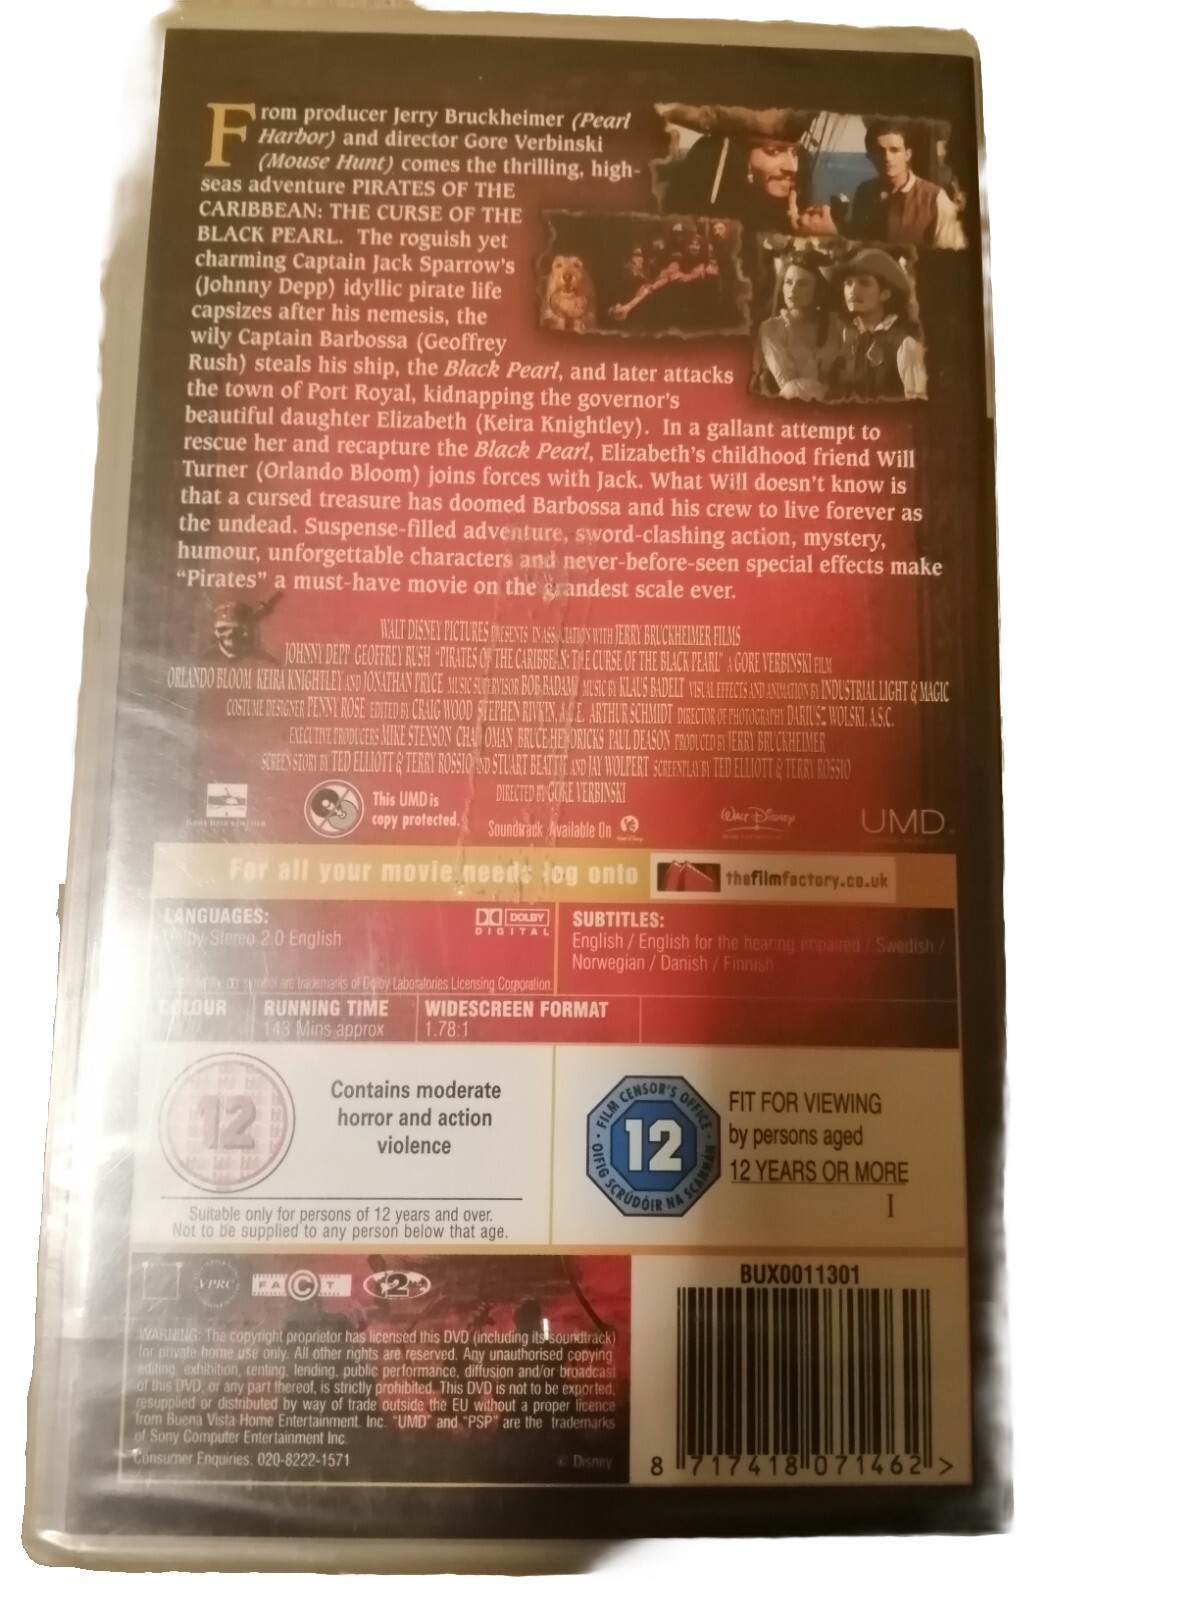 From producer Jerry Bruckheimer (Pearl
Harbor) and director Gore Verbinski
(Mouse Hunt) comes the thrilling, high-
seas adventure PIRATES OF THE
CARIBBEAN: THE CURSE OF THE
BLACK PEARL. The roguish yet
charming Captain Jack Sparrow's
(Johnny Depp) idyllic pirate life
capsizes after his nemesis, the
wily Captain Barbossa (Geoffrey
Rush) steals his ship, the Black Pearl, and later attacks
the town of Port Royal, kidnapping the governor's
beautiful daughter Elizabeth (Keira Knightley). In a gallant attempt to
rescue her and recapture the Black Pearl, Elizabeth's childhood friend Will
Turner (Orlando Bloom) joins forces with Jack. What Will doesn't know is
that a cursed treasure has doomed Barbossa and his crew to live forever as
the undead. Suspense-filled adventure, sword-clashing action, mystery,
humour, unforgettable characters and never-before-seen special effects make
“Pirates” a must-have movie on the grandest scale ever.
WALT DISNEY PICTURES PRESENTS IN ASSOCIATION WITH JERRY BRUCKHEIMER FILMS
JOHNNY DEPP GEOFFREY RUSH “PIRATES OF THE CARIBBEAN: THE CURSE OF THE BLACK PEARL” A GORE VERBINSKI FILM
ORLANDO BLOOM KEIRA KNIGHTLEY AND JONATHAN PRYCE MUSIC SUPERVISOR BOB BADAMI MUSIC BY KLAUS BADELT VISUAL EFFECTS AND ANIMATION BY INDUSTRIAL LIGHT & MAGIC
COSTUME DESIGNER PENNY ROSE EDITED BY CRAIG WOOD STEPHEN RIVKIN, A.C.E. ARTHUR SCHMIDT DIRECTOR OF PHOTOGRAPHY DARIUSZ WOLSKI, A.S.C.
EXECUTIVE PRODUCERS MIKE STENSON CHAD OMAN BRUCE HENDRICKS PAUL DEASON PRODUCED BY JERRY BRUCKHEIMER
SCREEN STORY BY TED ELLIOTT & TERRY ROSSIO AND STUART BEATTIE AND JAY WOLPERT SCREENPLAY BY TED ELLIOTT & TERRY ROSSIO
DIRECTED BY GORE VERBINSKI
This UMD is
copy protected.
Soundtrack Available On
WALT DISNEY
UMD
For all your movie needs log onto
thefilmfactory.co.uk
LANGUAGES:
Dolby Stereo 2.0 English
DOLBY
DIGITAL
symbol are trademarks of Dolby Laboratories Licensing Corporation.
SUBTITLES:
English / English for the hearing impaired / Swedish /
Norwegian / Danish / Finnish
COLOUR
RUNNING TIME
143 Mins approx
WIDESCREEN FORMAT
1.78:1
12
Contains moderate
horror and action
violence
Suitable only for persons of 12 years and over.
Not to be supplied to any person below that age.
FILM CENSOR'S OFFICE
12
OIFIG SCRÚDÓIR NA SCANNÁN
FIT FOR VIEWING
by persons aged
12 YEARS OR MORE
I
VPRC
FACT
2
WARNING: The copyright proprietor has licensed this DVD (including its soundtrack)
for private home use only. All other rights are reserved. Any unauthorised copying,
editing, exhibition, renting, lending, public performance, diffusion and/or broadcast
of this DVD, or any part thereof, is strictly prohibited. This DVD is not to be exported,
resupplied or distributed by way of trade outside the EU without a proper licence
from Buena Vista Home Entertainment. Inc. “UMD” and “PSP” are the trademarks
of Sony Computer Entertainment Inc.
Consumer Enquiries: 020-8222-1571
© Disney
BUX0011301
8 717418 071462 >